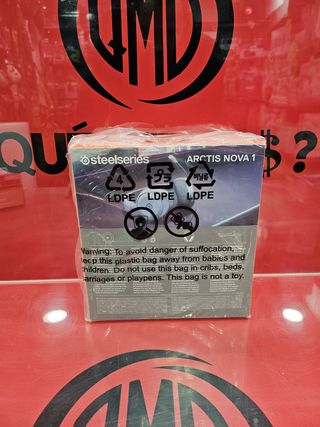 QMD
QUÉ
$?
steelseries
ARCTIS NOVA 1
LDPE
LDPE
LDPE
Warning: To avoid danger of suffocation,
keep this plastic bag away from babies and
children. Do not use this bag in cribs, beds,
carriages or playpens. This bag is not a toy.
QMD